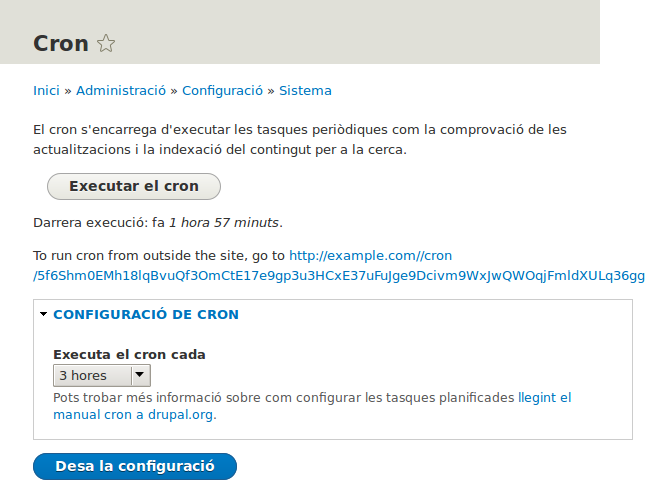 Cron
Inici » Administració » Configuració » Sistema
El cron s'encarrega d'executar les tasques periòdiques com la comprovació de les
actualitzacions i la indexació del contingut per a la cerca.
Executar el cron
Darrera execució: fa 1 hora 57 minuts.
To run cron from outside the site, go to http://example.com//cron
/5f6Shm0EMh18lqBvuQf3OmCtE17e9gp3u3HCxE37uFuJge9Dcivm9WxJwQWOqjFmldXULq36gg
CONFIGURACIÓ DE CRON
Executa el cron cada
3 hores
Pots trobar més informació sobre com configurar les tasques planificades llegint el
manual cron a drupal.org.
Desa la configuració